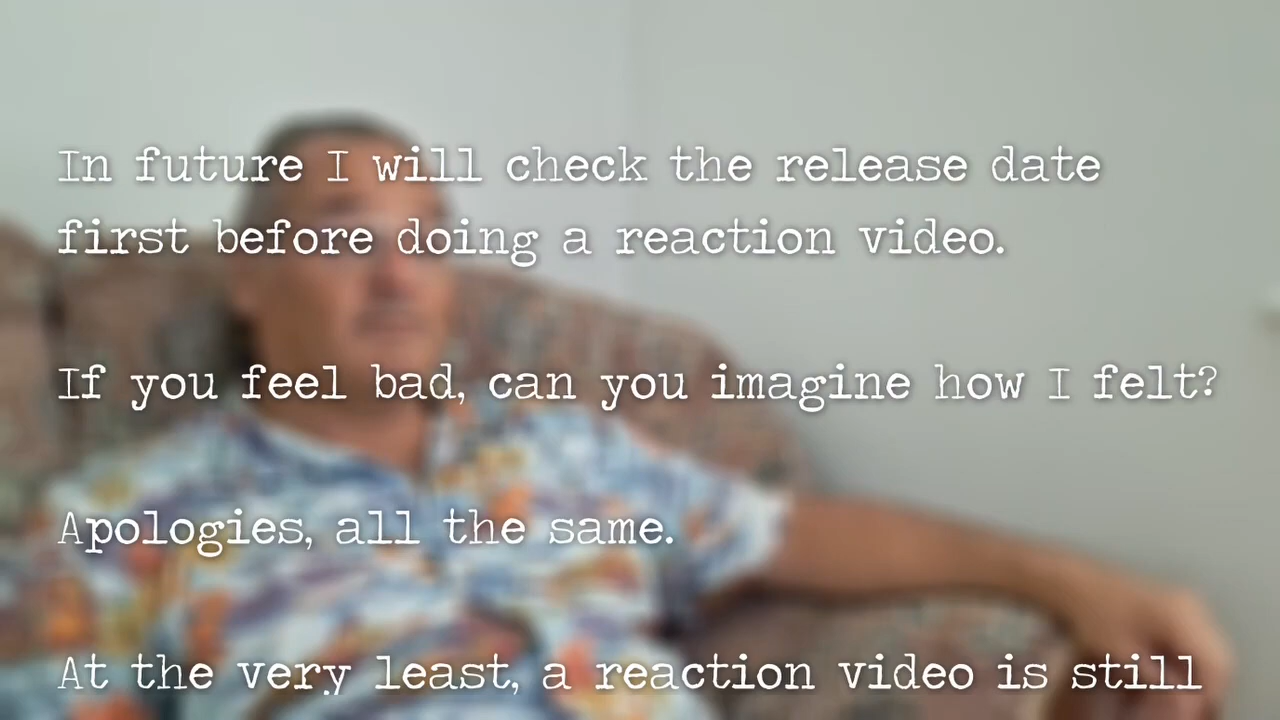 In future I will check the release date
first before doing a reaction video.
If you feel bad, can you imagine how I felt?
Apologies, all the same.
At the very least, a reaction video is still